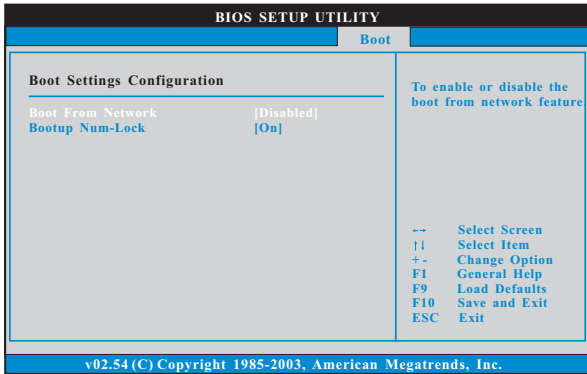 BIOS SETUP UTILITY
Boot
Boot Settings Configuration
Boot From Network [Disabled]
Bootup Num-Lock [On]
To enable or disable the
boot from network feature.
←→ Select Screen
↑↓ Select Item
+ - Change Option
F1 General Help
F9 Load Defaults
F10 Save and Exit
ESC Exit
v02.54 (C) Copyright 1985-2003, American Megatrends, Inc.